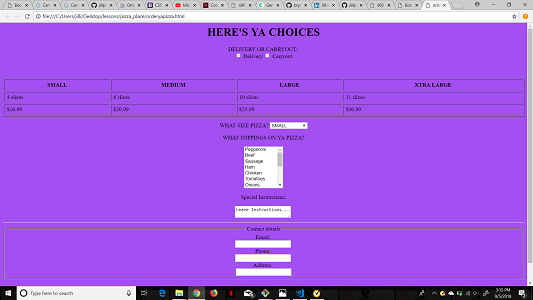 file:///C:/Users/jilli/Desktop/lessons/pizza_place/orderyapizza.html
HERE'S YA CHOICES
DELIVERY OR CARRYOUT:
Delivery Carryout
SMALL MEDIUM LARGE XTRA LARGE
4 slices 6 slices 10 slices 11 slices
$10.99 $20.99 $25.99 $30.99
WHAT SIZE PIZZA? SMALL
WHAT TOPPINGS ON YA PIZZA?
Pepperoni
Beef
Sausage
Ham
Chicken
Tomatoes
Onions
Special Instructions:
Leave Instructions...
Contact details
Email:
Phone:
Address:
Type here to search
3:15 PM
9/5/2018